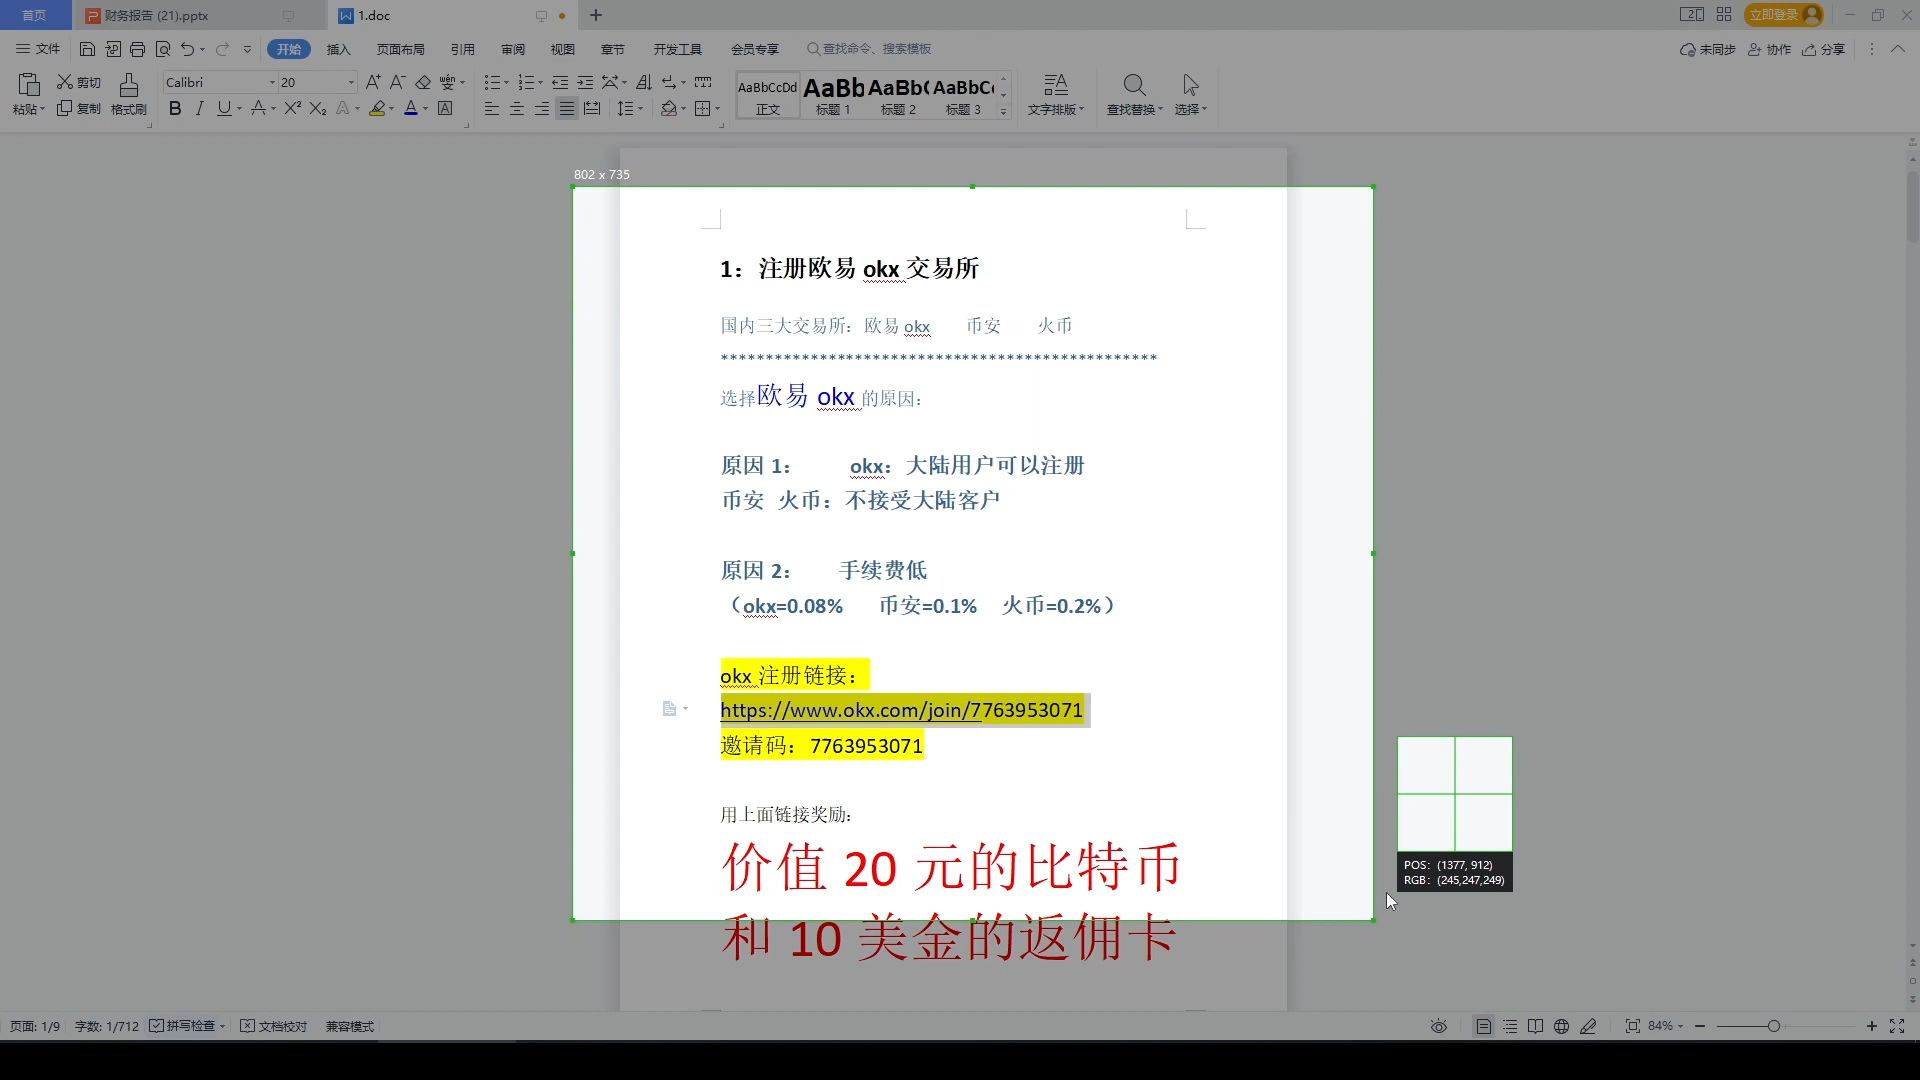 首页
财务报告 (21).pptx
1.doc
立即登录
文件
开始
插入
页面布局
引用
审阅
视图
章节
开发工具
会员专享
查找命令、搜索模板
未同步
协作
分享
粘贴
剪切
复制
格式刷
Calibri
20
AaBbCcDd
正文
AaBb
标题 1
AaBb(
标题 2
AaBbC
标题 3
文字排版
查找替换
选择
802 x 735
1：注册欧易 okx 交易所
国内三大交易所：欧易 okx 币安 火币
************************************************
选择欧易 okx 的原因：
原因 1： okx：大陆用户可以注册
币安 火币：不接受大陆客户
原因 2： 手续费低
（okx=0.08% 币安=0.1% 火币=0.2%）
okx 注册链接：
https://www.okx.com/join/7763953071
邀请码：7763953071
用上面链接奖励：
价值 20 元的比特币
和 10 美金的返佣卡
POS: (1377, 912)
RGB: (245,247,249)
页面: 1/9
字数: 1/712
拼写检查
文档校对
兼容模式
84%